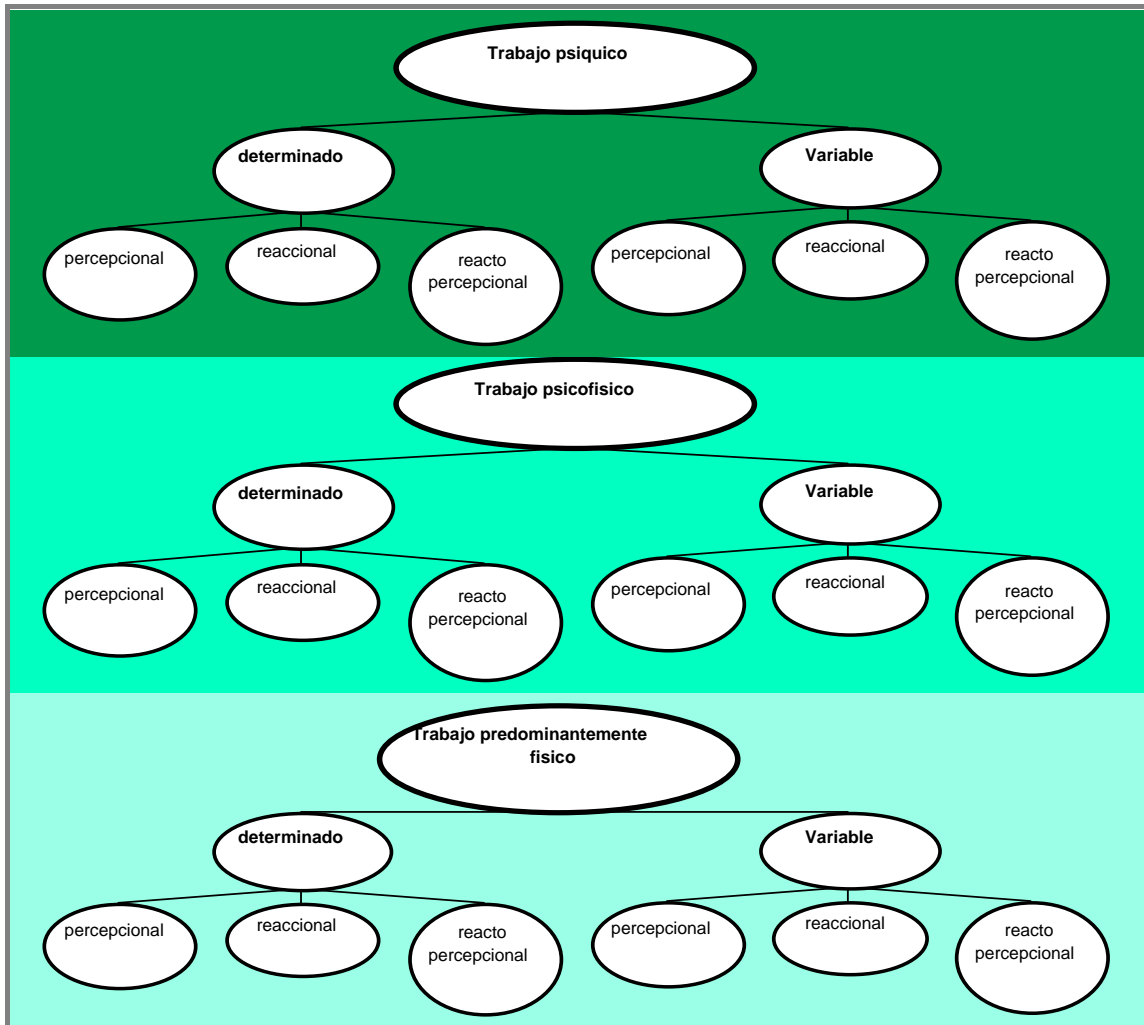 Trabajo psiquico
determinado
Variable
percepcional
reaccional
reacto
percepcional
percepcional
reaccional
reacto
percepcional
Trabajo psicofisico
determinado
Variable
percepcional
reaccional
reacto
percepcional
percepcional
reaccional
reacto
percepcional
Trabajo predominantemente
fisico
determinado
Variable
percepcional
reaccional
reacto
percepcional
percepcional
reaccional
reacto
percepcional